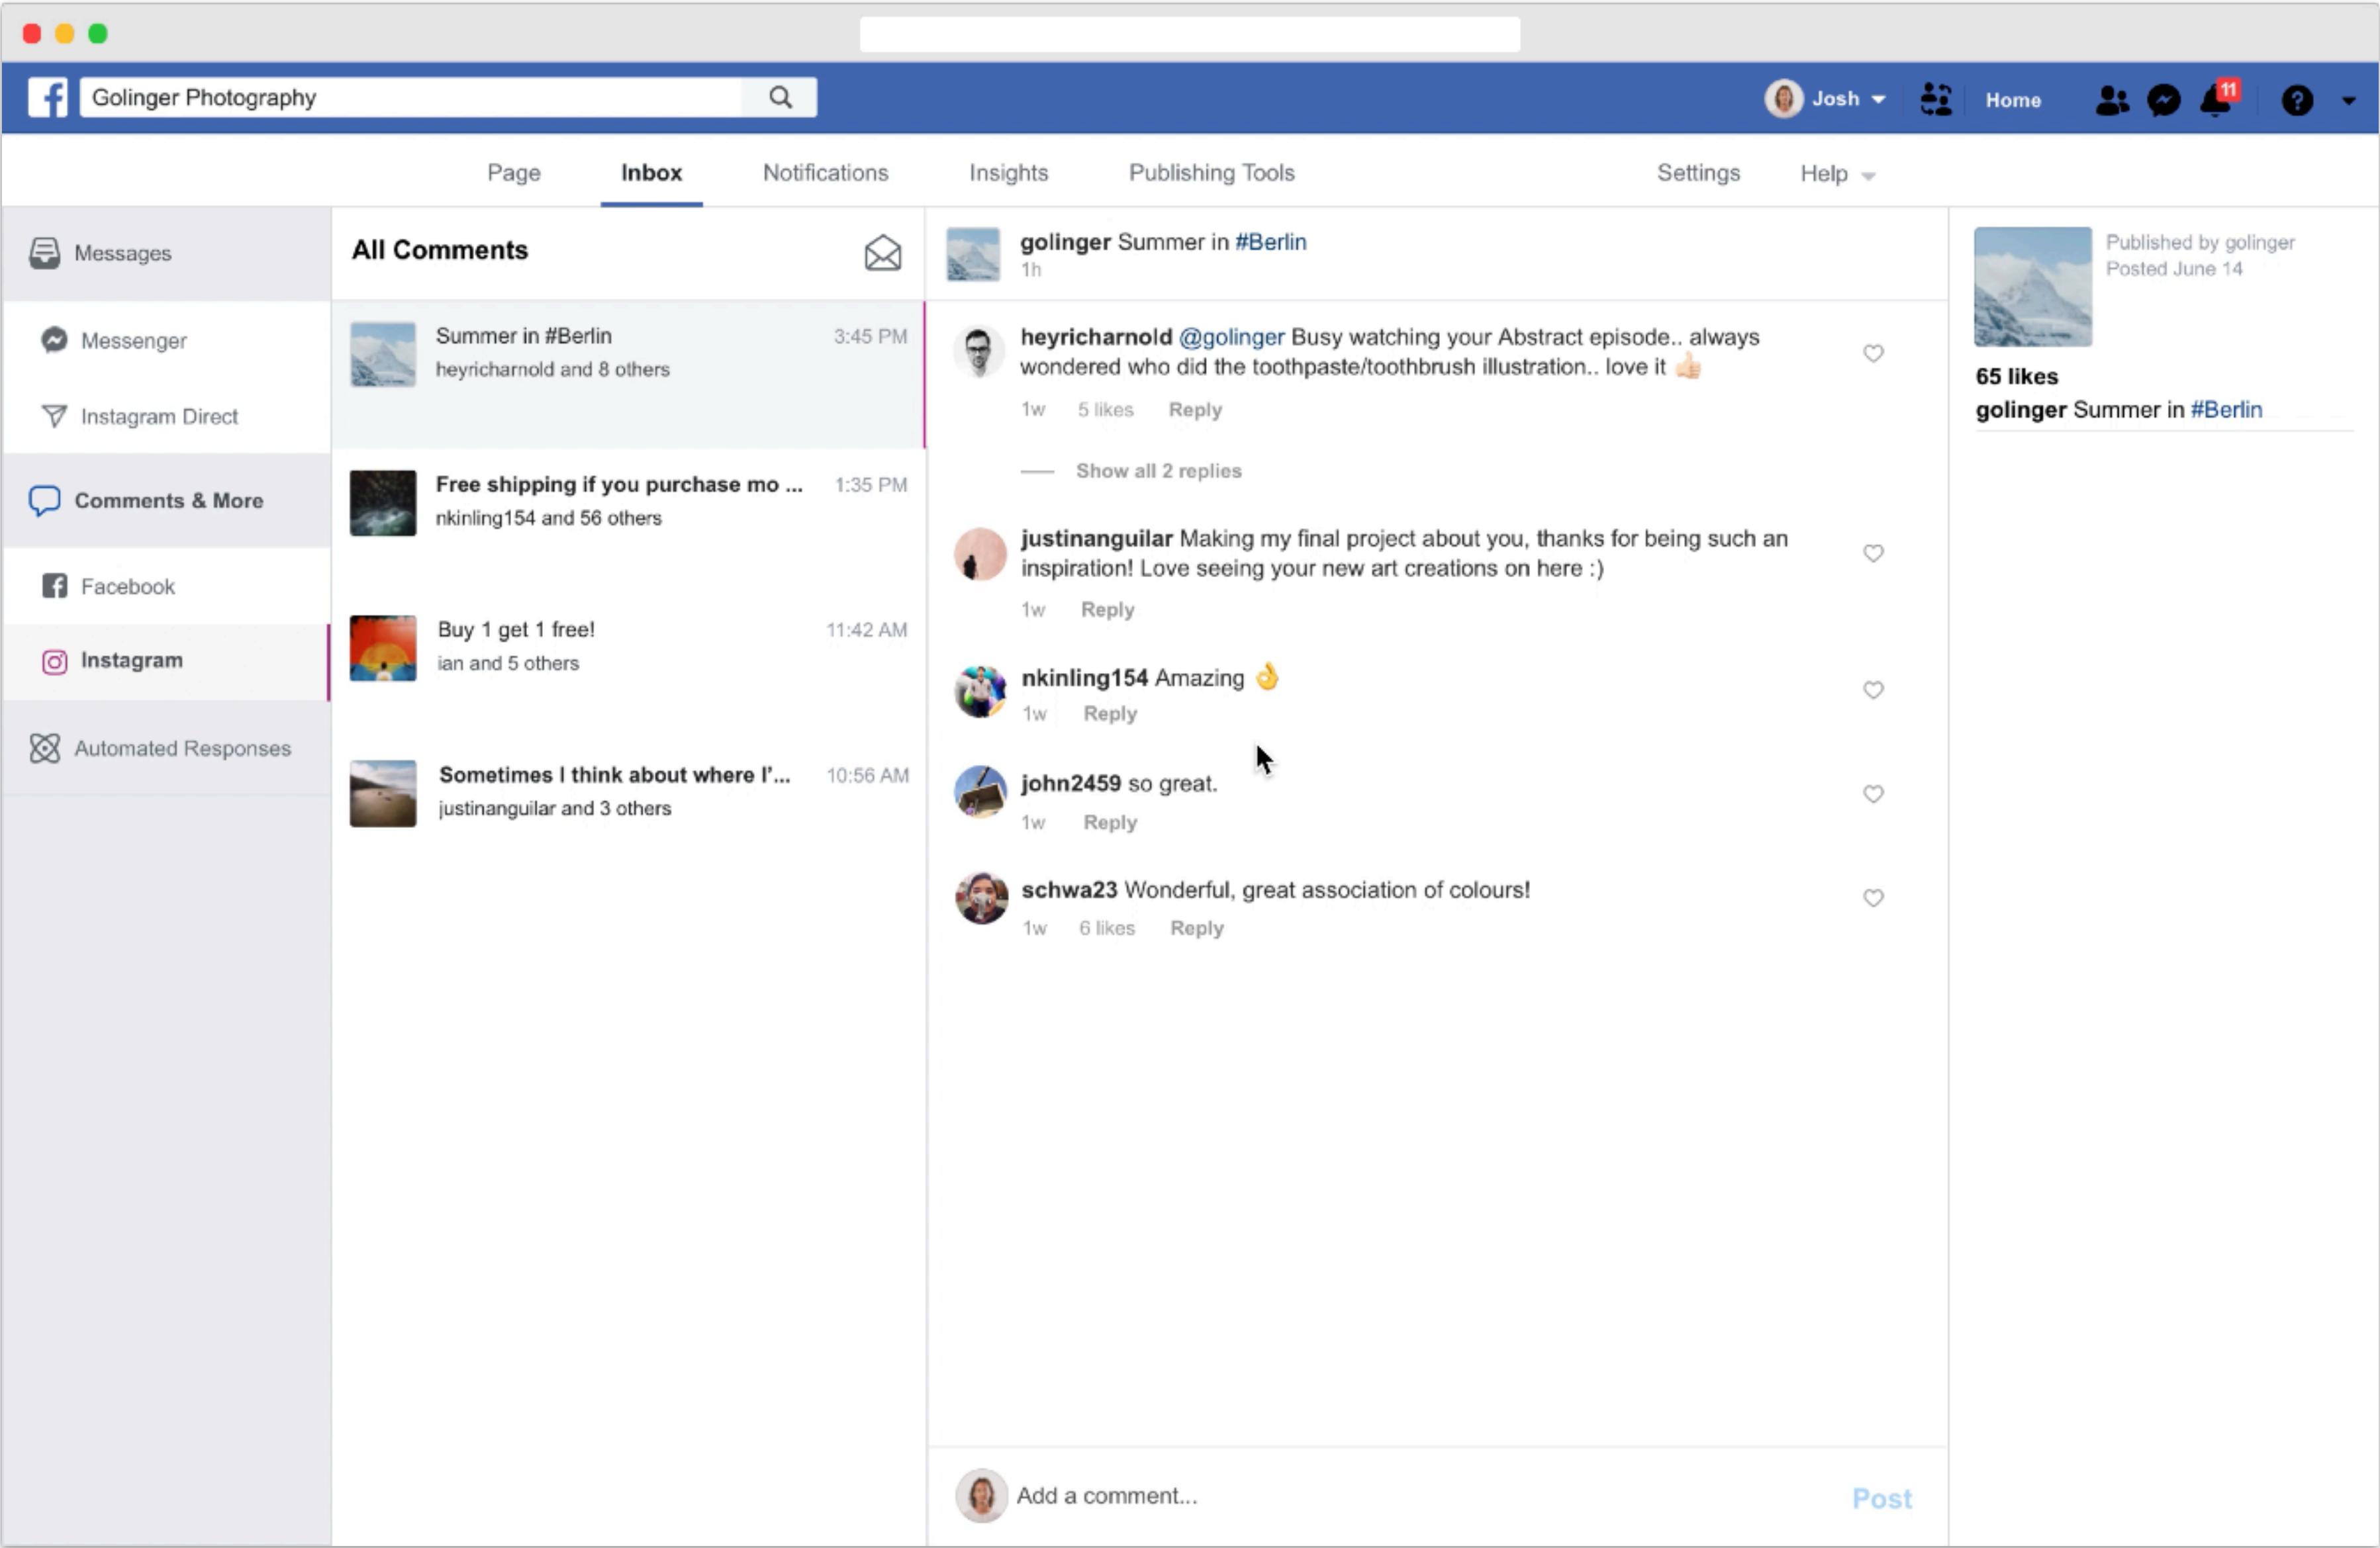 Golinger Photography
Josh
Home
11
Page
Inbox
Notifications
Insights
Publishing Tools
Settings
Help
Messages
Messenger
Instagram Direct
Comments & More
Facebook
Instagram
Automated Responses
All Comments
Summer in #Berlin 3:45 PM
heyricharnold and 8 others
Free shipping if you purchase mo ... 1:35 PM
nkinling154 and 56 others
Buy 1 get 1 free! 11:42 AM
ian and 5 others
Sometimes I think about where I'... 10:56 AM
justinanguilar and 3 others
golinger Summer in #Berlin
1h
heyricharnold @golinger Busy watching your Abstract episode.. always
wondered who did the toothpaste/toothbrush illustration.. love it 👍🏻
1w 5 likes Reply
Show all 2 replies
justinanguilar Making my final project about you, thanks for being such an
inspiration! Love seeing your new art creations on here :)
1w Reply
nkinling154 Amazing 👌
1w Reply
john2459 so great.
1w Reply
schwa23 Wonderful, great association of colours!
1w 6 likes Reply
Add a comment...
Post
Published by golinger
Posted June 14
65 likes
golinger Summer in #Berlin